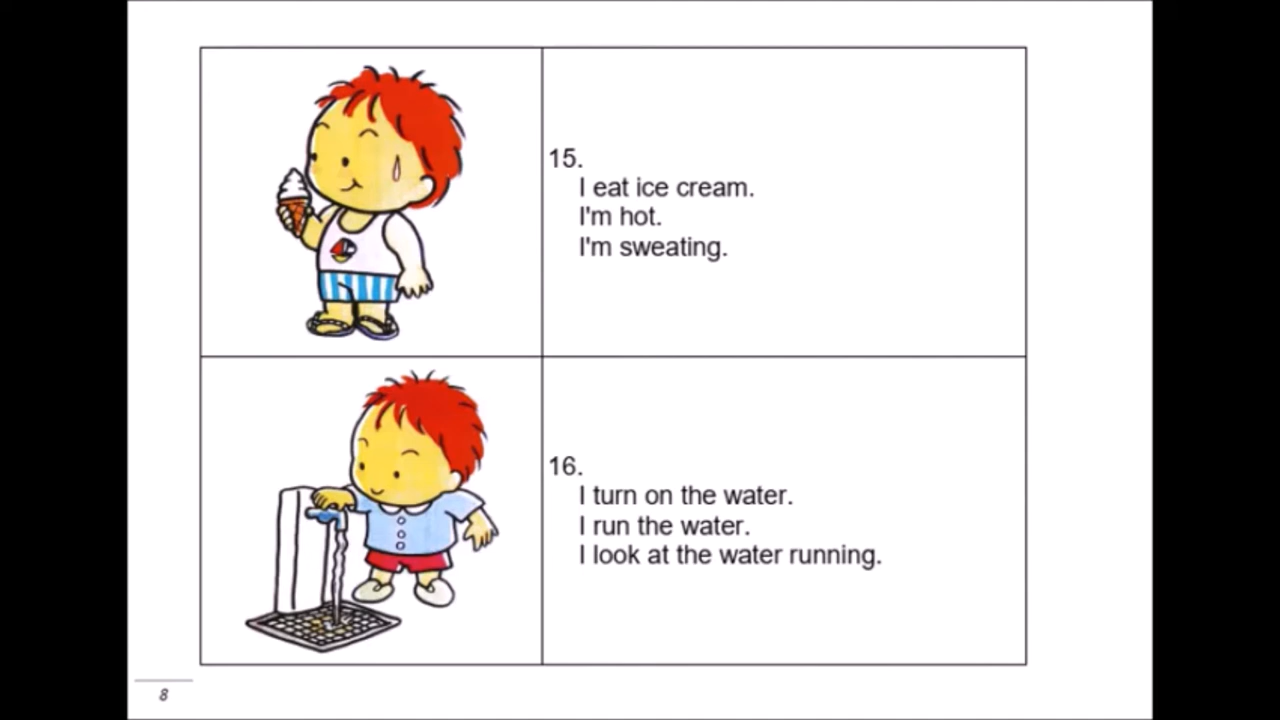 15.
I eat ice cream.
I'm hot.
I'm sweating.
16.
I turn on the water.
I run the water.
I look at the water running.
8